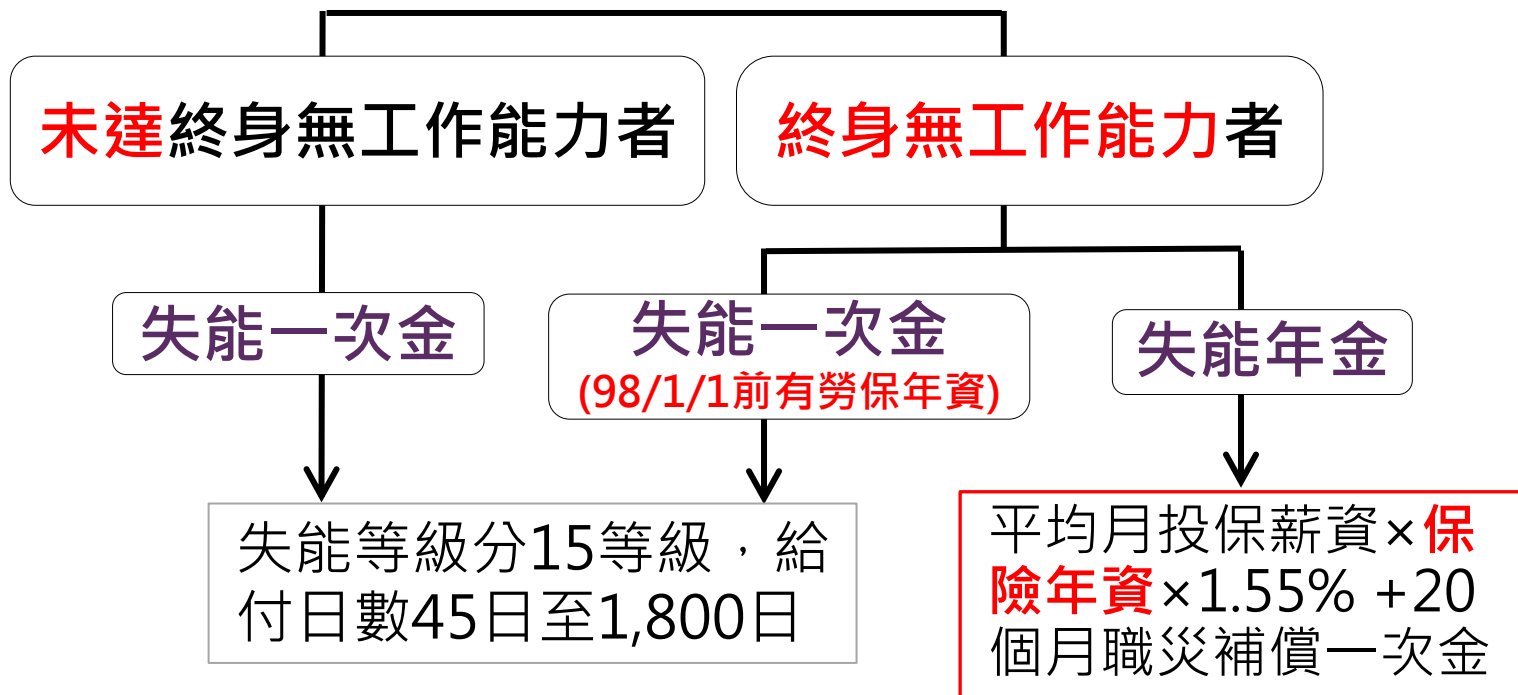 未達終身無工作能力者
終身無工作能力者
失能一次金
失能一次金
(98/1/1前有勞保年資)
失能年金
失能等級分15等級，給
付日數45日至1,800日
平均月投保薪資×保
險年資×1.55% +20
個月職災補償一次金